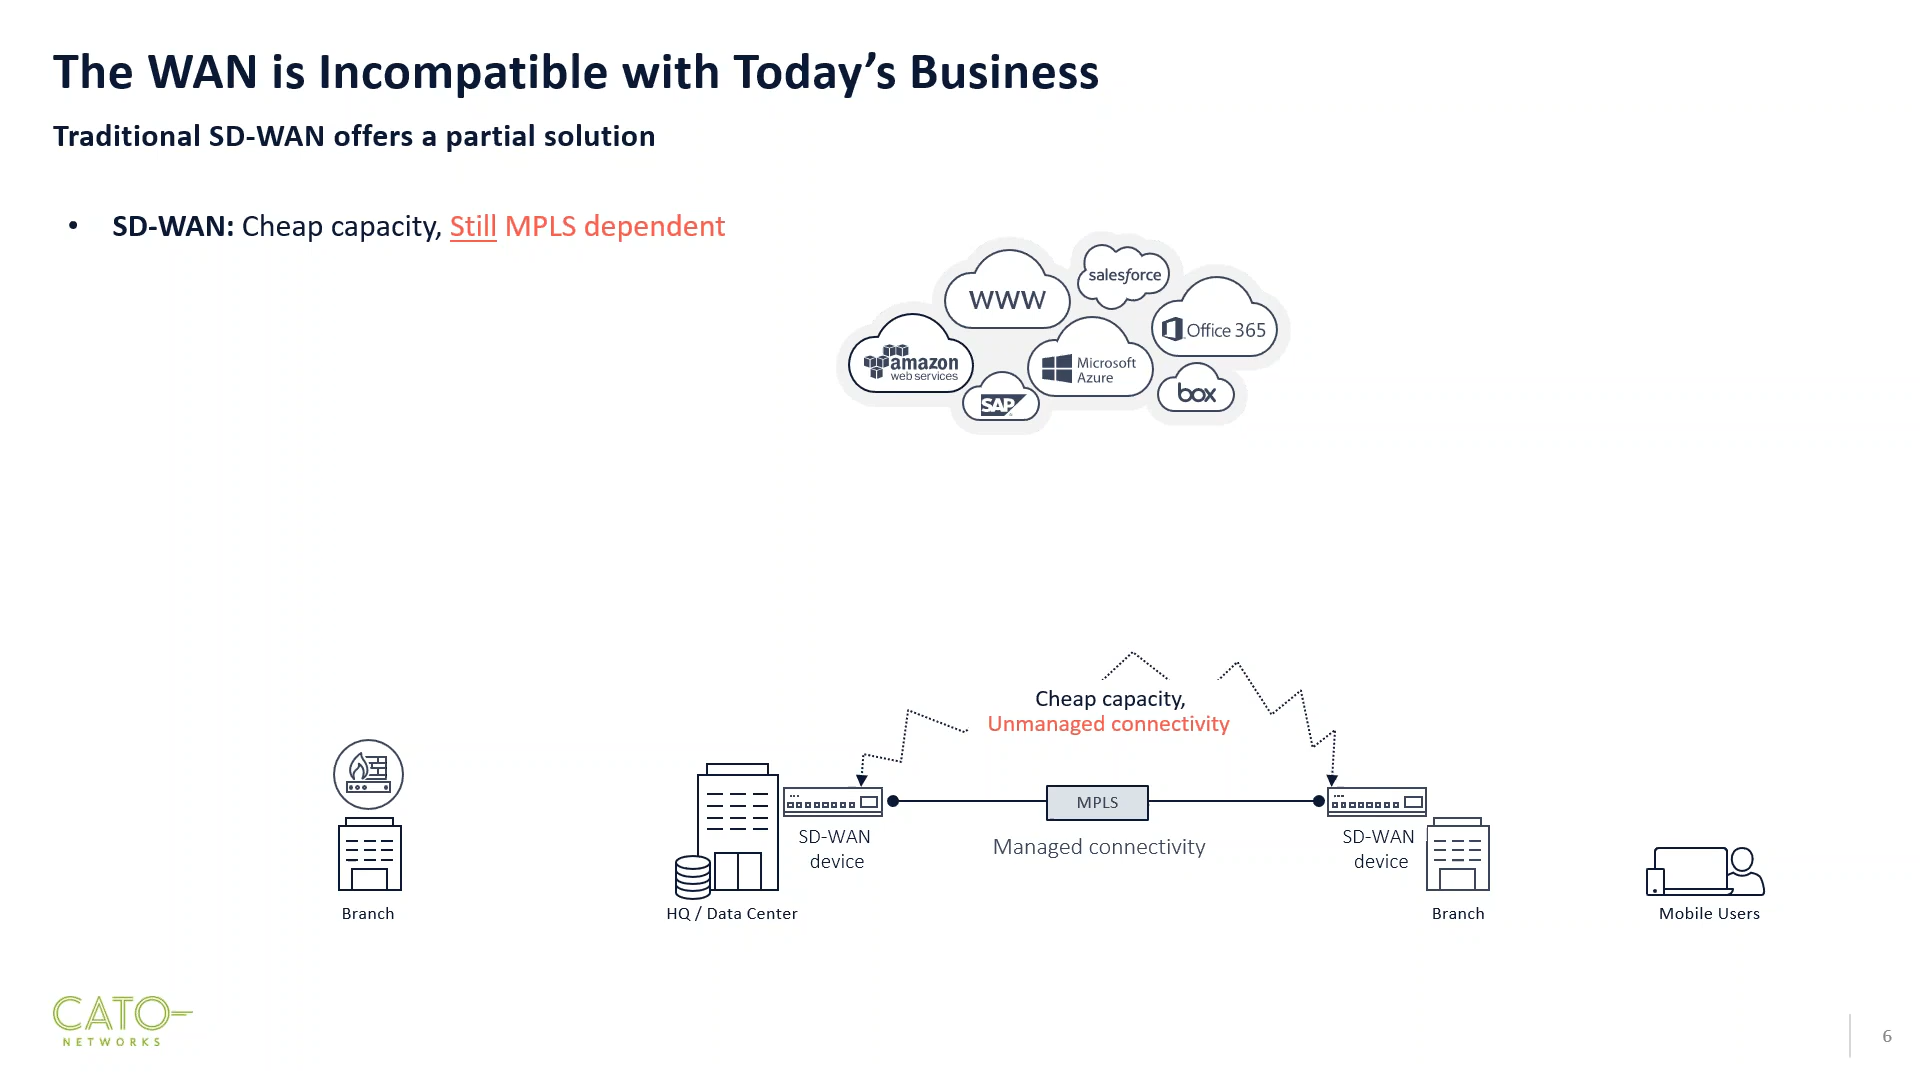 The WAN is Incompatible with Today’s Business
Traditional SD-WAN offers a partial solution
• SD-WAN: Cheap capacity, Still MPLS dependent
www
salesforce
Office 365
amazon
web services
Microsoft
Azure
SAP
box
Cheap capacity,
Unmanaged connectivity
MPLS
Managed connectivity
SD-WAN
device
SD-WAN
device
Branch
HQ / Data Center
Branch
Mobile Users
CATO
NETWORKS
6